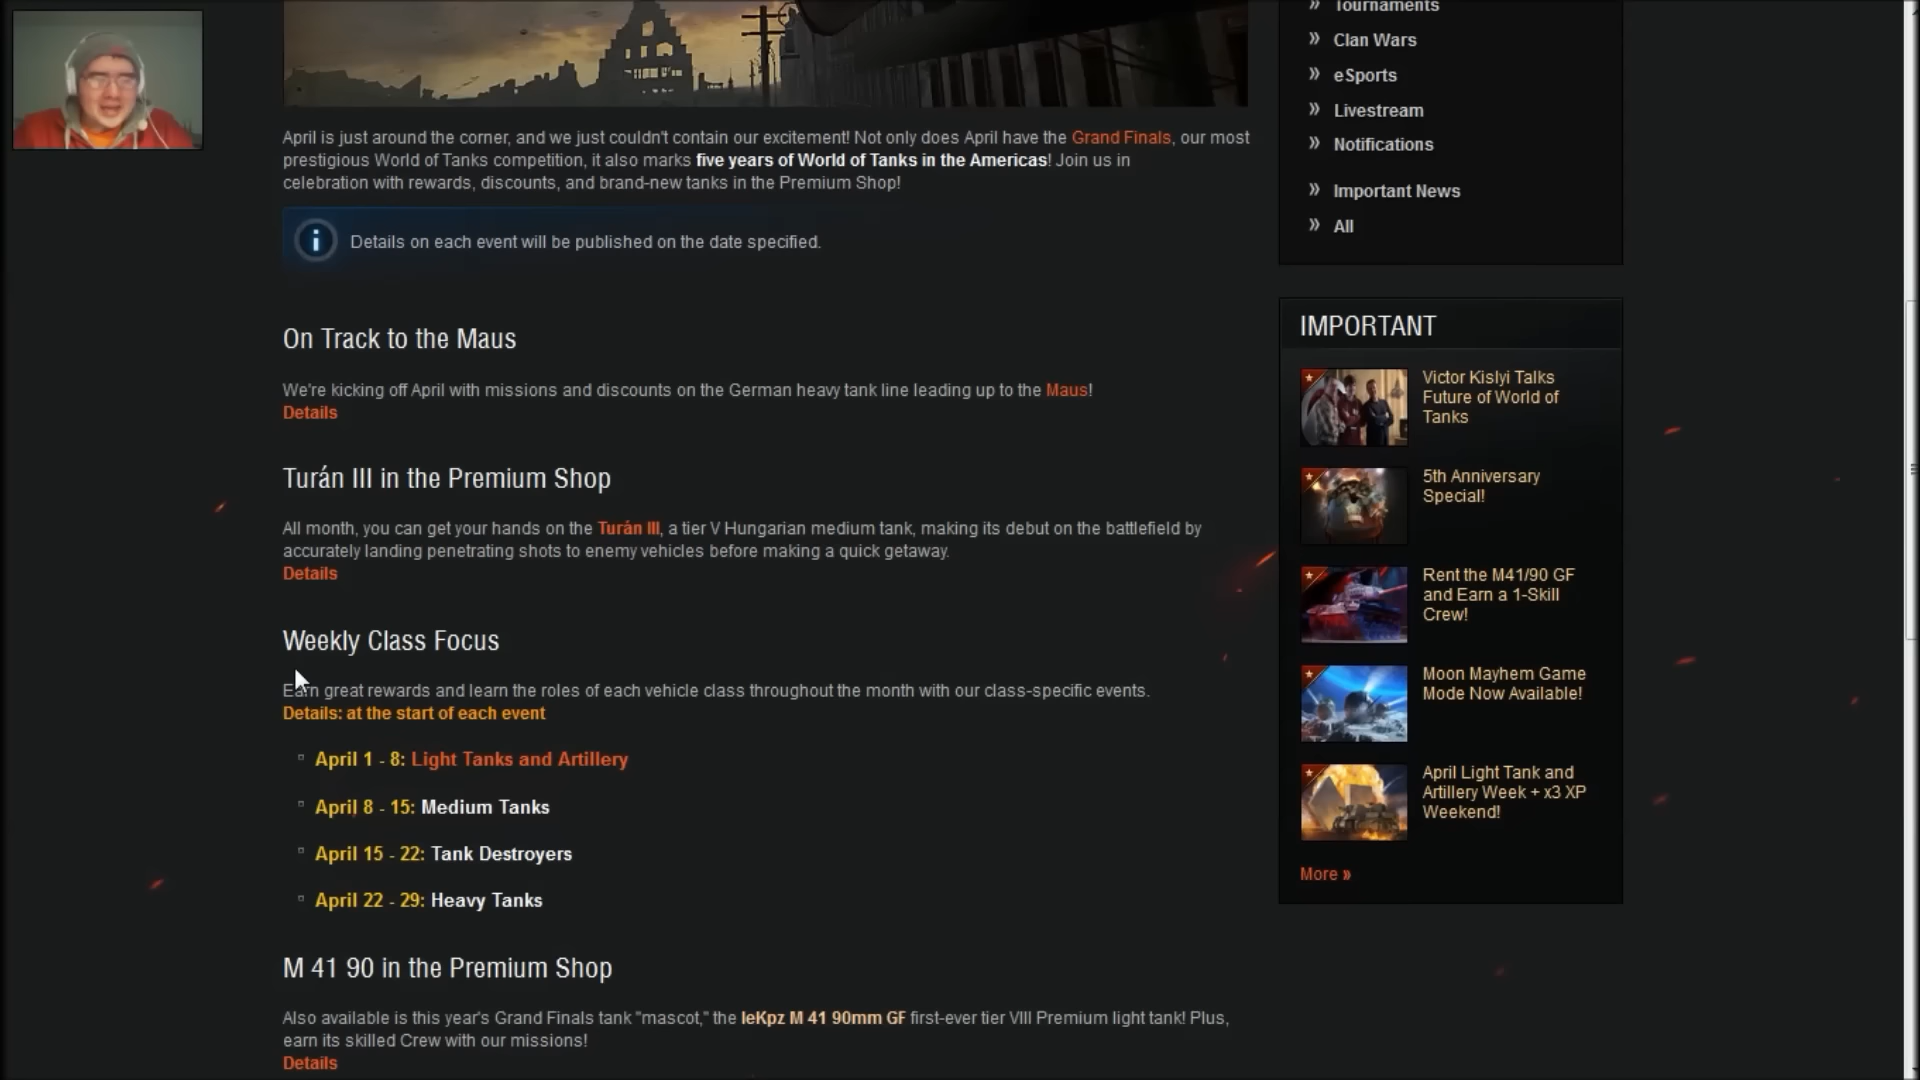 Tournaments
Clan Wars
eSports
Livestream
Notifications
Important News
All
April is just around the corner, and we just couldn't contain our excitement! Not only does April have the Grand Finals, our most
prestigious World of Tanks competition, it also marks five years of World of Tanks in the Americas! Join us in
celebration with rewards, discounts, and brand-new tanks in the Premium Shop!
Details on each event will be published on the date specified.
On Track to the Maus
We're kicking off April with missions and discounts on the German heavy tank line leading up to the Maus!
Details
Turán III in the Premium Shop
All month, you can get your hands on the Turán III, a tier V Hungarian medium tank, making its debut on the battlefield by
accurately landing penetrating shots to enemy vehicles before making a quick getaway.
Details
Weekly Class Focus
Earn great rewards and learn the roles of each vehicle class throughout the month with our class-specific events.
Details: at the start of each event
April 1 - 8: Light Tanks and Artillery
April 8 - 15: Medium Tanks
April 15 - 22: Tank Destroyers
April 22 - 29: Heavy Tanks
M 41 90 in the Premium Shop
Also available is this year's Grand Finals tank "mascot," the leKpz M 41 90mm GF first-ever tier VIII Premium light tank! Plus,
earn its skilled Crew with our missions!
Details
IMPORTANT
Victor Kislyi Talks
Future of World of
Tanks
5th Anniversary
Special!
Rent the M41/90 GF
and Earn a 1-Skill
Crew!
Moon Mayhem Game
Mode Now Available!
April Light Tank and
Artillery Week + x3 XP
Weekend!
More »